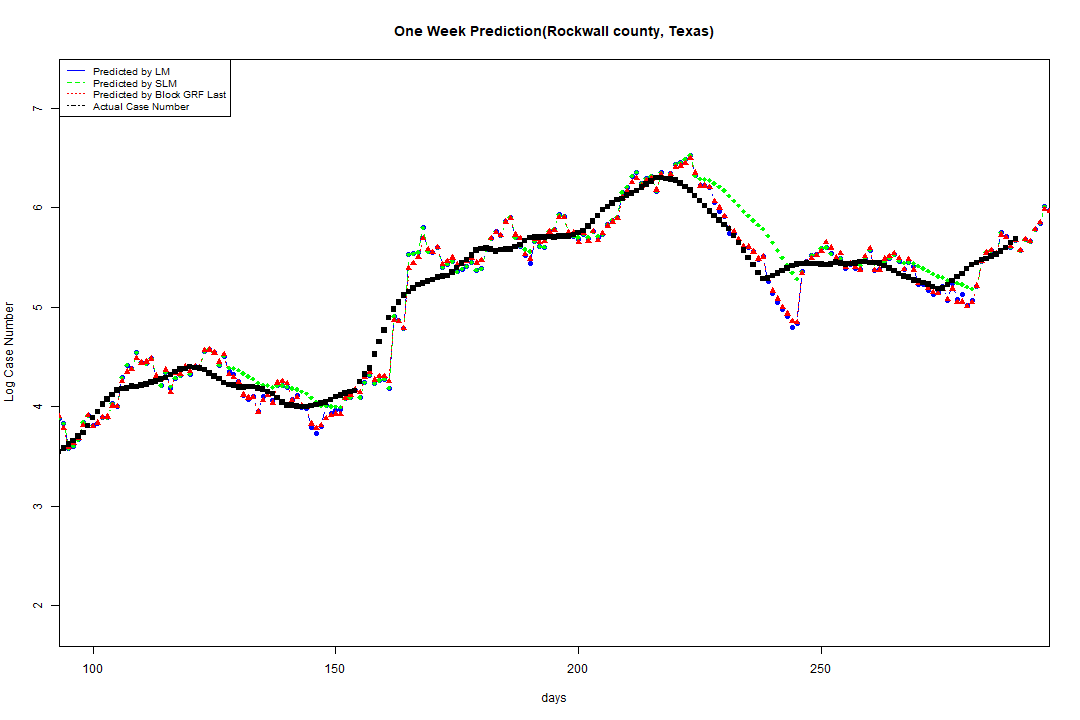 One Week Prediction(Rockwall county, Texas)
Predicted by LM
Predicted by SLM
Predicted by Block GRF Last
Actual Case Number
Log Case Number
7
6
5
4
3
2
100
150
200
250
days